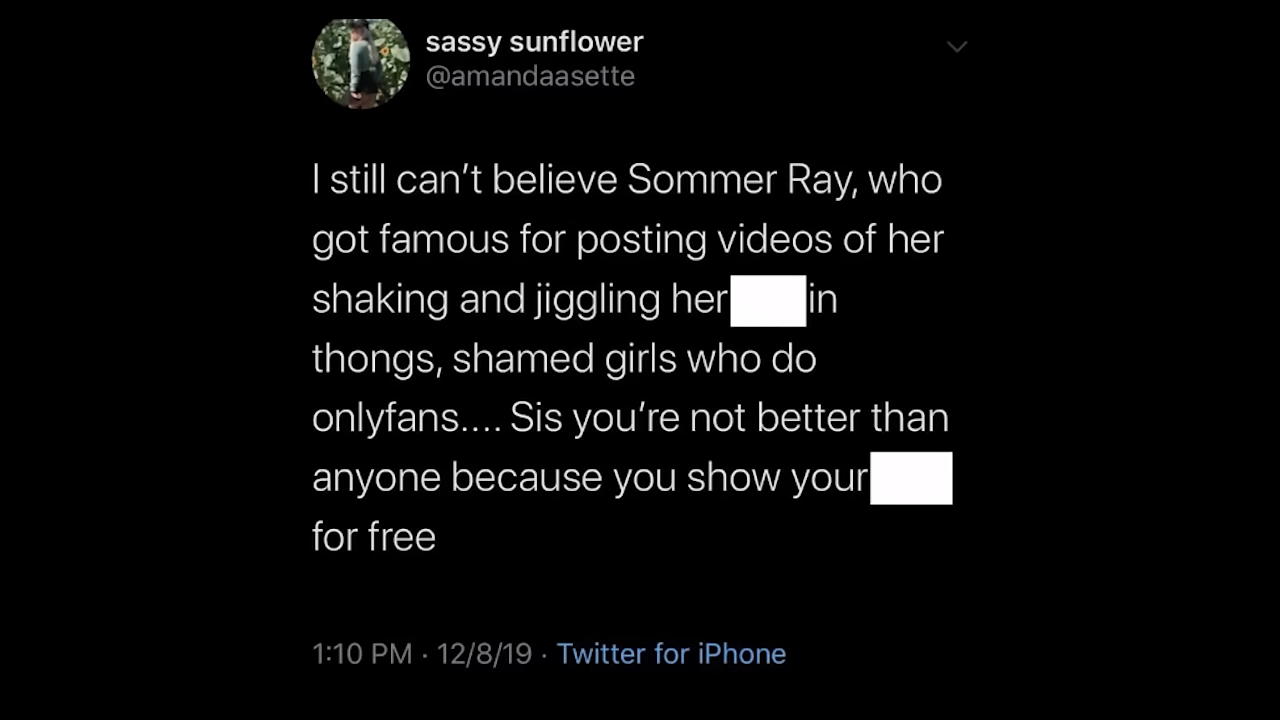 sassy sunflower
@amandaasette
I still can’t believe Sommer Ray, who
got famous for posting videos of her
shaking and jiggling her in
thongs, shamed girls who do
onlyfans.... Sis you’re not better than
anyone because you show your
for free
1:10 PM · 12/8/19 · Twitter for iPhone